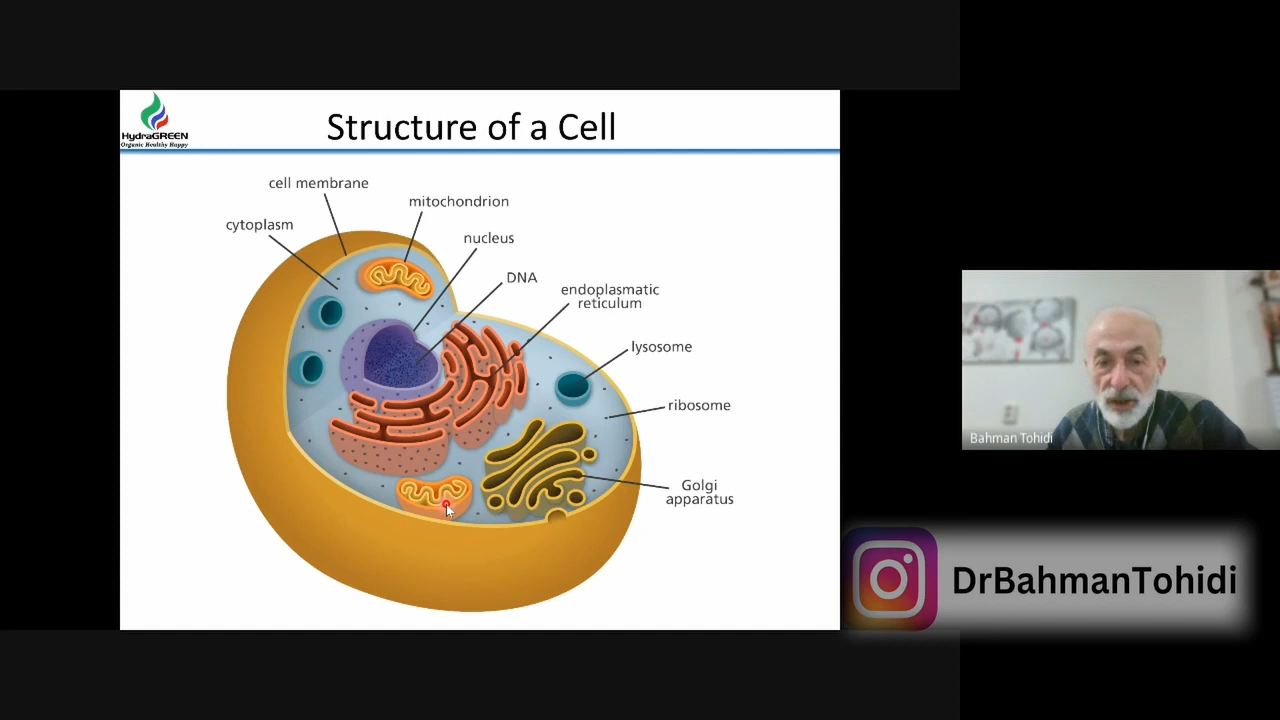 HydraGREEN
Organic Healthy Happy
Structure of a Cell
cell membrane
mitochondrion
cytoplasm
nucleus
DNA
endoplasmatic
reticulum
lysosome
ribosome
Golgi
apparatus
Bahman Tohidi
DrBahmanTohidi